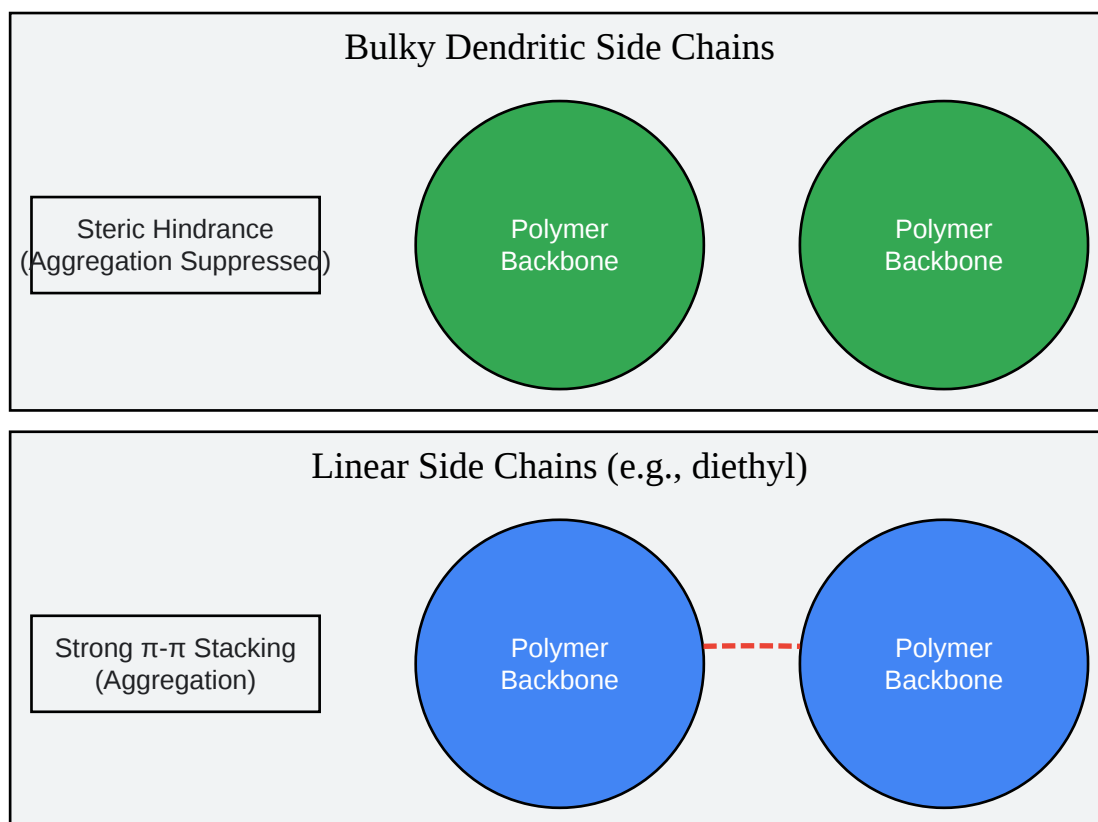 Bulky Dendritic Side Chains
Steric Hindrance
(Aggregation Suppressed)
Polymer
Backbone
Polymer
Backbone
Linear Side Chains (e.g., diethyl)
Strong π-π Stacking
(Aggregation)
Polymer
Backbone
Polymer
Backbone